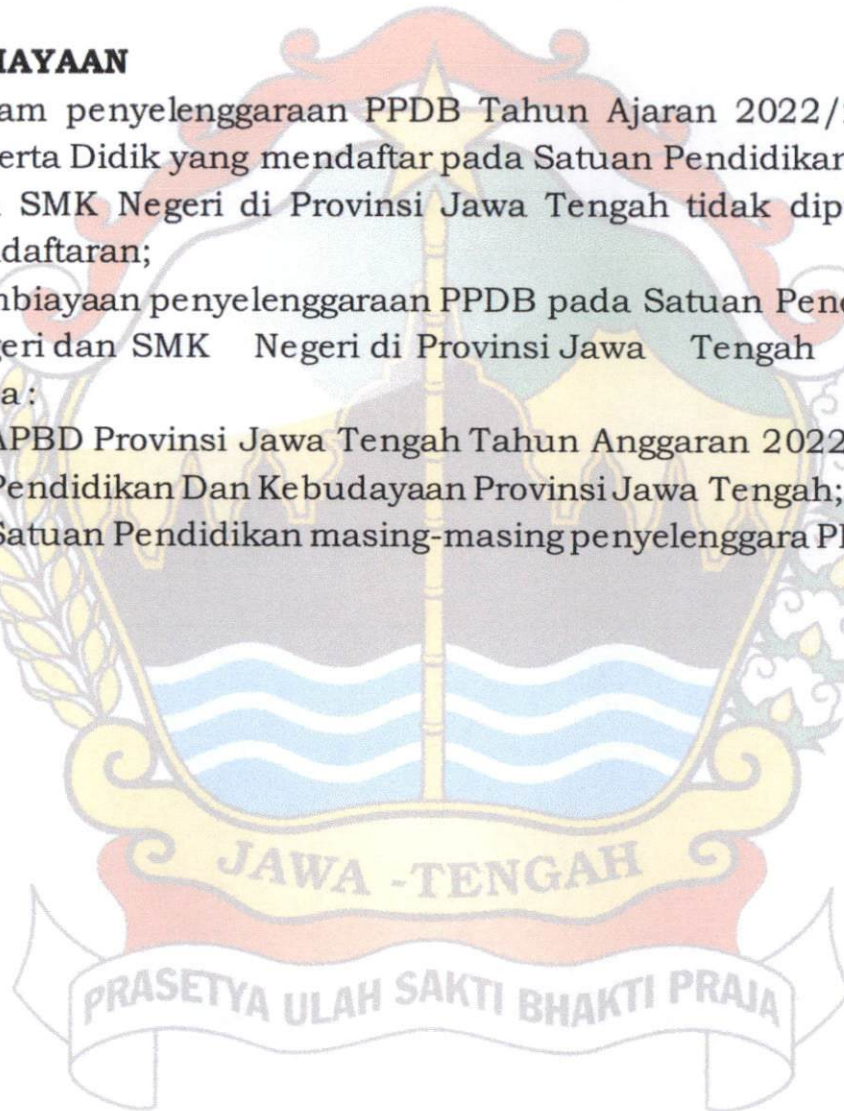 IAYAAN
am penyelenggaraan PPDB Tahun Ajaran 2022/
erta Didik yang mendaftar pada Satuan Pendidikan
SMK Negeri di Provinsi Jawa Tengah tidak dip
daftaran;
nbiayaan penyelenggaraan PPDB pada Satuan Pend
geri dan SMK Negeri di Provinsi Jawa Tengah
a :
APBD Provinsi Jawa Tengah Tahun Anggaran 2022
Pendidikan Dan Kebudayaan Provinsi Jawa Tengah;
Satuan Pendidikan masing-masing penyelenggara P
JAWA -TENGAH
PRASETYA ULAH SAKTI BHAKTI PRAJA